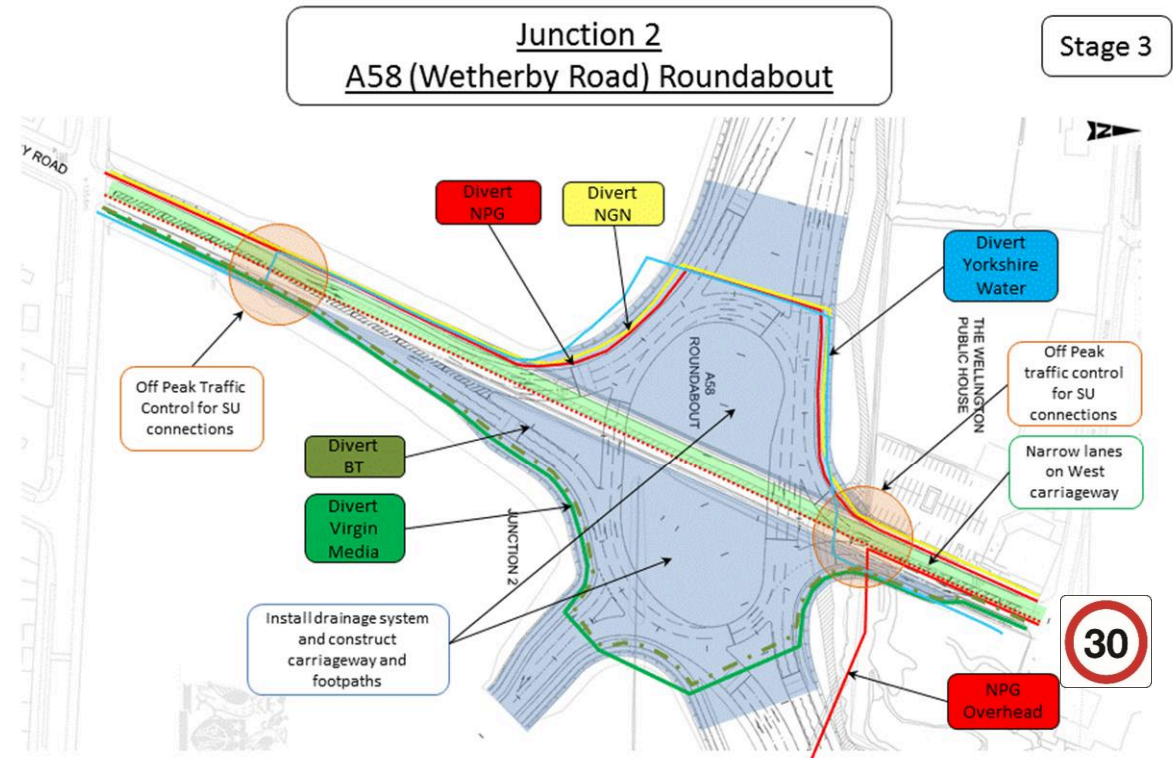 Junction 2
A58 (Wetherby Road) Roundabout
Stage 3
Y ROAD
N
Divert
NPG
Divert
NGN
Divert
Yorkshire
Water
THE WELLINGTON
PUBLIC HOUSE
A58
ROUNDABOUT
Off Peak Traffic
Control for SU
connections
Off Peak
traffic control
for SU
connections
Divert
BT
Narrow lanes
on West
carriageway
Divert
Virgin
Media
JUNCTION 2
Install drainage system
and construct
carriageway and
footpaths
30
NPG
Overhead